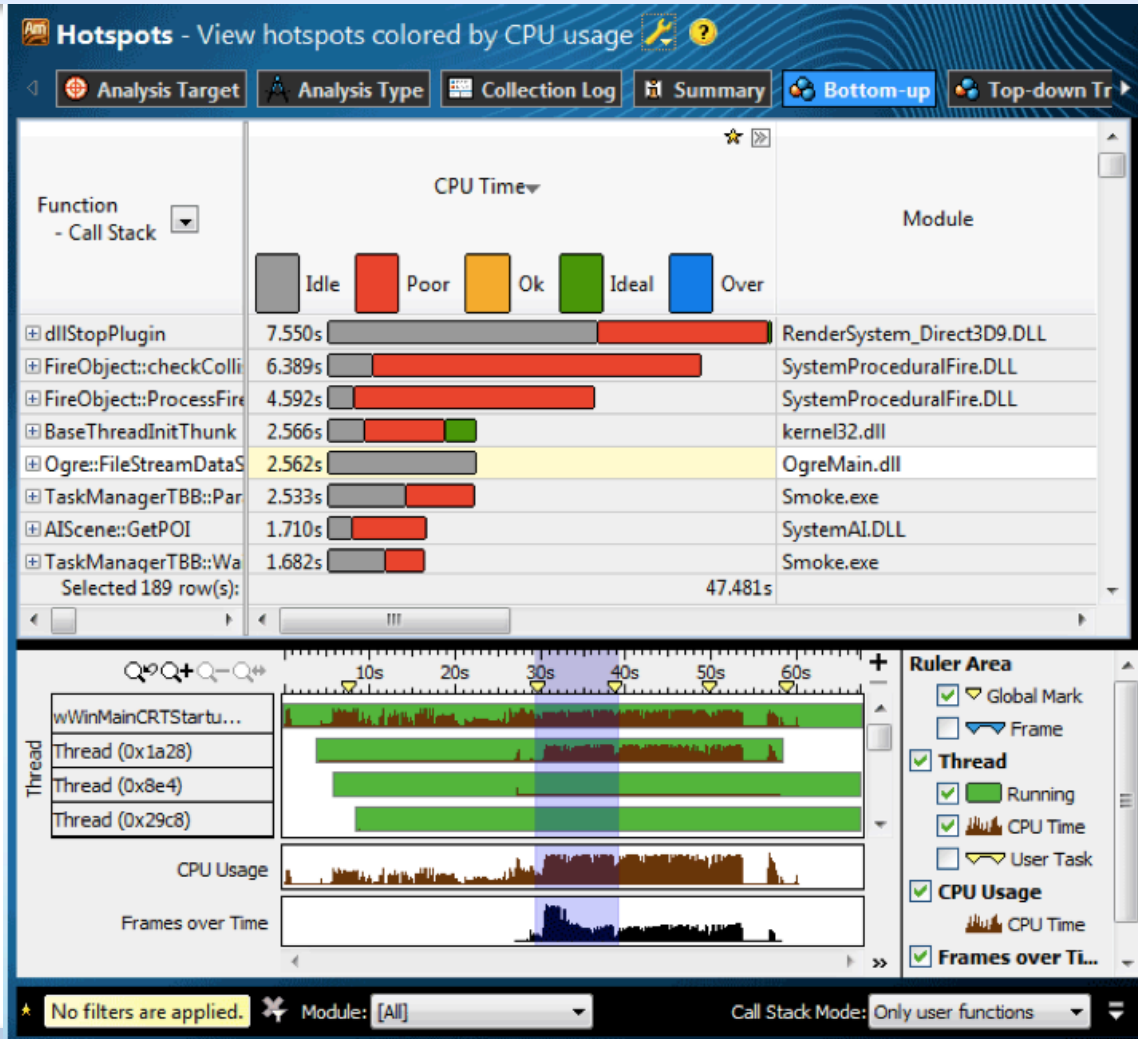 Am Hotspots - View hotspots colored by CPU usage ?
Analysis Target Analysis Type Collection Log Summary Bottom-up Top-down Tr
Function
- Call Stack
CPU Time
Module
Idle Poor Ok Ideal Over
dllStopPlugin 7.550s RenderSystem_Direct3D9.DLL
FireObject::checkColli 6.389s SystemProceduralFire.DLL
FireObject::ProcessFire 4.592s SystemProceduralFire.DLL
BaseThreadInitThunk 2.566s kernel32.dll
Ogre::FileStreamDataS 2.562s OgreMain.dll
TaskManagerTBB::Par 2.533s Smoke.exe
AIScene::GetPOI 1.710s SystemAI.DLL
TaskManagerTBB::Wa 1.682s Smoke.exe
Selected 189 row(s): 47.481s
10s 20s 30s 40s 50s 60s
Thread
wWinMainCRTStartu...
Thread (0x1a28)
Thread (0x8e4)
Thread (0x29c8)
CPU Usage
Frames over Time
Ruler Area
Global Mark
Frame
Thread
Running
CPU Time
User Task
CPU Usage
CPU Time
Frames over Ti...
No filters are applied. Module: [All] Call Stack Mode: Only user functions